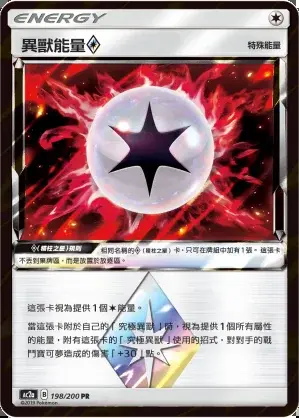 ENERGY
異獸能量◇
特殊能量
◇(稜柱之星)規則
相同名稱的◇(稜柱之星)卡,只可在牌組中加有1張。這張卡
不丟到棄牌區,而是放置於放逐區。
這張卡視為提供1個 能量。
當這張卡附於自己的「究極異獸」時,視為提供1個所有屬性
的能量,附有這張卡的「究極異獸」使用的招式,對對手的戰
鬥寶可夢造成的傷害「+30」點。
AC2a B 198/200 PR
©2019 Pokémon